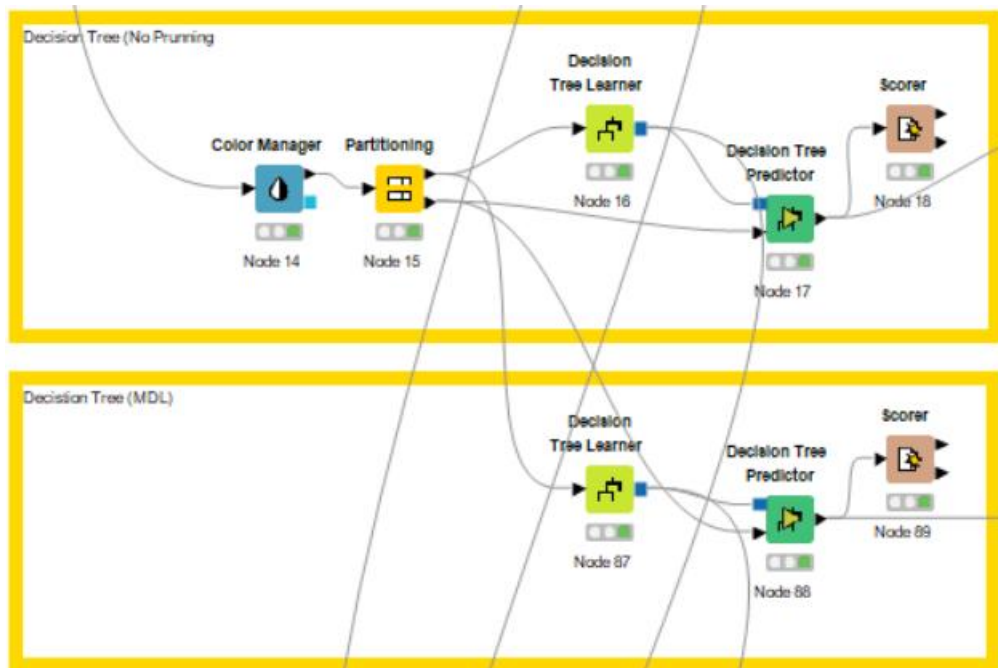 Decision Tree (No Prunning
Decision
Tree Learner
Scorer
Color Manager
Partitioning
Decision Tree
Predictor
Node 16
Node 18
Node 14
Node 15
Node 17
Decistion Tree (MDL)
Decision
Tree Learner
Scorer
Decision Tree
Predictor
Node 87
Node 89
Node 88